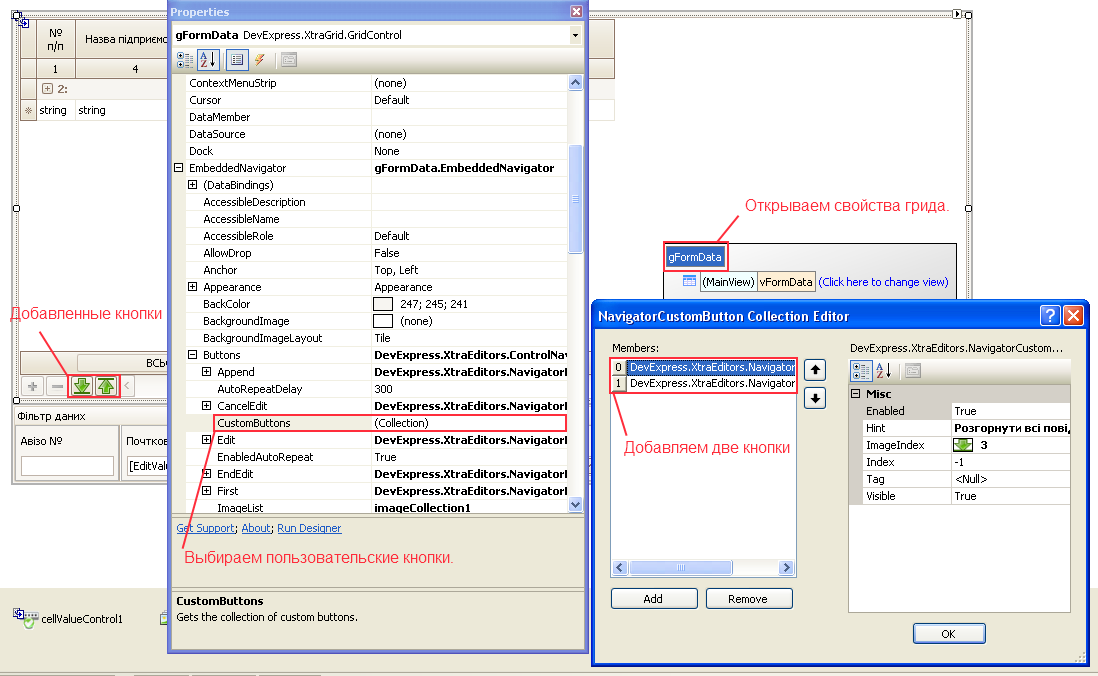 №
п/п
Назва підприємс
1
4
2:
string
string
Добавленные кнопки
ВСЬ
Фільтр даних
Авізо №
Почтков
[EditValu
cellValueControl1
Properties
gFormData DevExpress.XtraGrid.GridControl
ContextMenuStrip (none)
Cursor Default
DataMember
DataSource (none)
Dock None
EmbeddedNavigator gFormData.EmbeddedNavigator
(DataBindings)
AccessibleDescription
AccessibleName
AccessibleRole Default
AllowDrop False
Anchor Top, Left
Appearance Appearance
BackColor 247; 245; 241
BackgroundImage (none)
BackgroundImageLayout Tile
Buttons DevExpress.XtraEditors.ControlNav
Append DevExpress.XtraEditors.NavigatorB
AutoRepeatDelay 300
CancelEdit DevExpress.XtraEditors.NavigatorB
CustomButtons (Collection)
Edit DevExpress.XtraEditors.NavigatorB
EnabledAutoRepeat True
EndEdit DevExpress.XtraEditors.NavigatorB
First DevExpress.XtraEditors.NavigatorB
ImageList imageCollection1
Get Support; About; Run Designer
Выбираем пользовательские кнопки.
CustomButtons
Gets the collection of custom buttons.
Открываем свойства грида.
gFormData
(MainView) vFormData (Click here to change view)
NavigatorCustomButton Collection Editor
Members:
0 DevExpress.XtraEditors.Navigator
1 DevExpress.XtraEditors.Navigator
Добавляем две кнопки
Add
Remove
DevExpress.XtraEditors.NavigatorCustom...
Misc
Enabled True
Hint Розгорнути всі пові
ImageIndex 3
Index -1
Tag <Null>
Visible True
OK